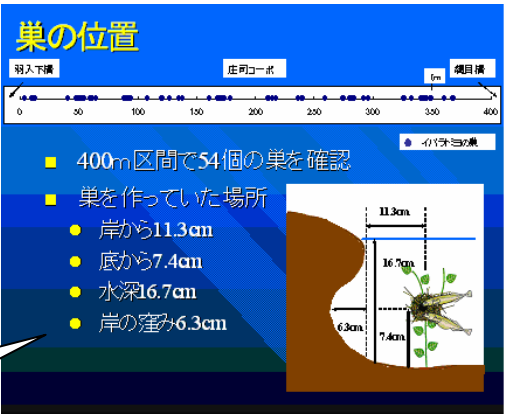 巣の位置
羽入下橋 庄司コーポ 綱目橋
0 50 100 150 200 250 300 350 400
イバラトミヨの巣
400m区間で54個の巣を確認
巣を作っていた場所
岸から11.3cm
底から7.4cm
水深16.7cm
岸の窪み6.3cm
11.3cm
16.7cm
6.3cm
7.4cm